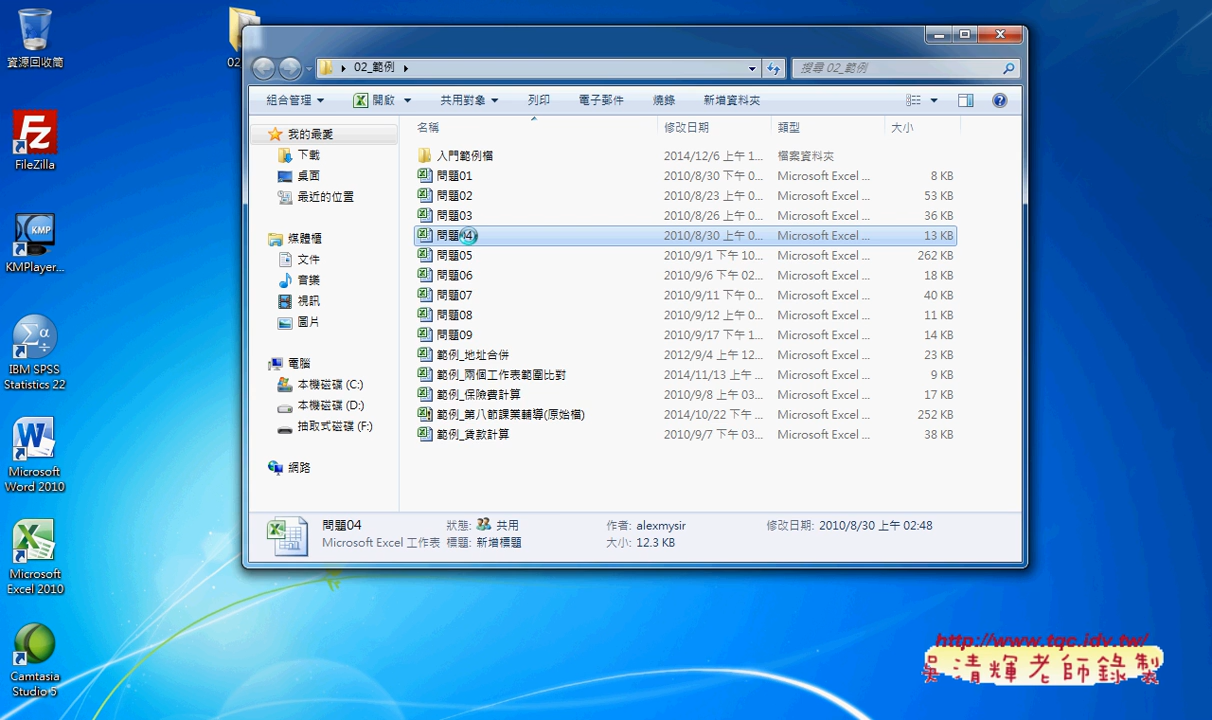 資源回收筒
FileZilla
KMPlayer...
IBM SPSS
Statistics 22
Microsoft
Word 2010
Microsoft
Excel 2010
Camtasia
Studio 5
02
02_範例
搜尋 02_範例
組合管理 開啟 共用對象 列印 電子郵件 燒錄 新增資料夾
我的最愛
下載
桌面
最近的位置
媒體櫃
文件
音樂
視訊
圖片
電腦
本機磁碟 (C:)
本機磁碟 (D:)
抽取式磁碟 (F:)
網路
名稱 修改日期 類型 大小
入門範例檔 2014/12/6 上午 1... 檔案資料夾
問題01 2010/8/30 下午 0... Microsoft Excel ... 8 KB
問題02 2010/8/23 上午 0... Microsoft Excel ... 53 KB
問題03 2010/8/26 上午 0... Microsoft Excel ... 36 KB
問題04 2010/8/30 上午 0... Microsoft Excel ... 13 KB
問題05 2010/9/1 下午 10... Microsoft Excel ... 262 KB
問題06 2010/9/6 下午 02... Microsoft Excel ... 18 KB
問題07 2010/9/11 下午 0... Microsoft Excel ... 40 KB
問題08 2010/9/12 上午 0... Microsoft Excel ... 11 KB
問題09 2010/9/17 下午 1... Microsoft Excel ... 14 KB
範例_地址合併 2012/9/4 上午 12... Microsoft Excel ... 23 KB
範例_兩個工作表範圍比對 2014/11/13 上午 ... Microsoft Excel ... 9 KB
範例_保險費計算 2010/9/8 上午 03... Microsoft Excel ... 17 KB
範例_第八節課業輔導(原始檔) 2014/10/22 下午 ... Microsoft Excel ... 252 KB
範例_貸款計算 2010/9/7 下午 03... Microsoft Excel ... 38 KB
問題04 狀態: 共用 作者: alexmysir 修改日期: 2010/8/30 上午 02:48
Microsoft Excel 工作表 標題: 新增標題 大小: 12.3 KB
http://www.tqc.idv.tw/
吳清輝老師錄製